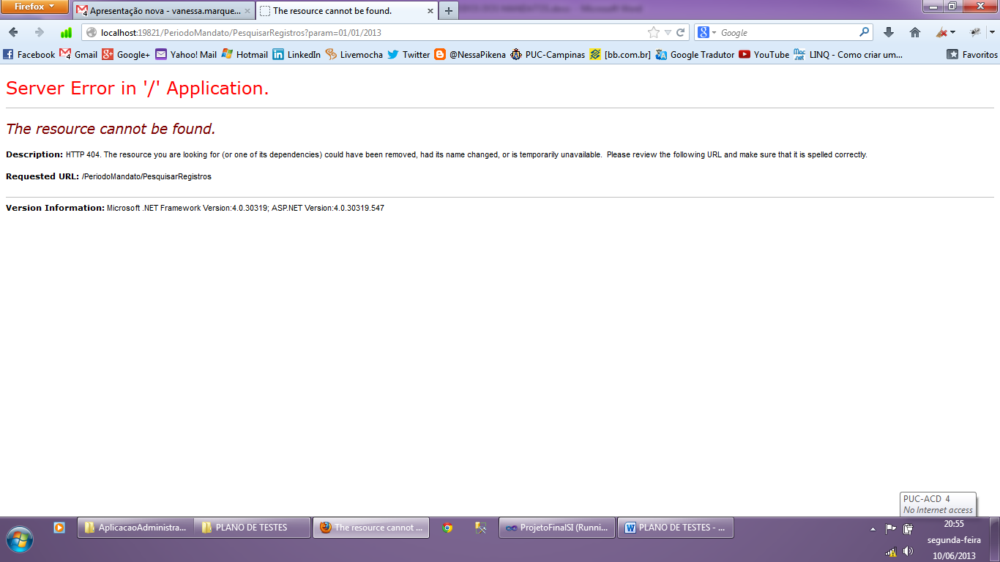 Firefox
Apresentação nova - vanessa.marque...
The resource cannot be found.
localhost:19821/PeriodoMandato/PesquisarRegistros?param=01/01/2013
Google
Facebook Gmail Google+ Yahoo! Mail Hotmail LinkedIn Livemocha Twitter @NessaPikena PUC-Campinas [bb.com.br] Google Tradutor YouTube LINQ - Como criar um... Favoritos
Server Error in '/' Application.
The resource cannot be found.
Description: HTTP 404. The resource you are looking for (or one of its dependencies) could have been removed, had its name changed, or is temporarily unavailable.  Please review the following URL and make sure that it is spelled correctly.
Requested URL: /PeriodoMandato/PesquisarRegistros
Version Information: Microsoft .NET Framework Version:4.0.30319; ASP.NET Version:4.0.30319.547
PUC-ACD 4
No Internet access
AplicacaoAdministra... PLANO DE TESTES The resource cannot ... ProjetoFinalSI (Runni... PLANO DE TESTES - ...
20:55
segunda-feira
10/06/2013